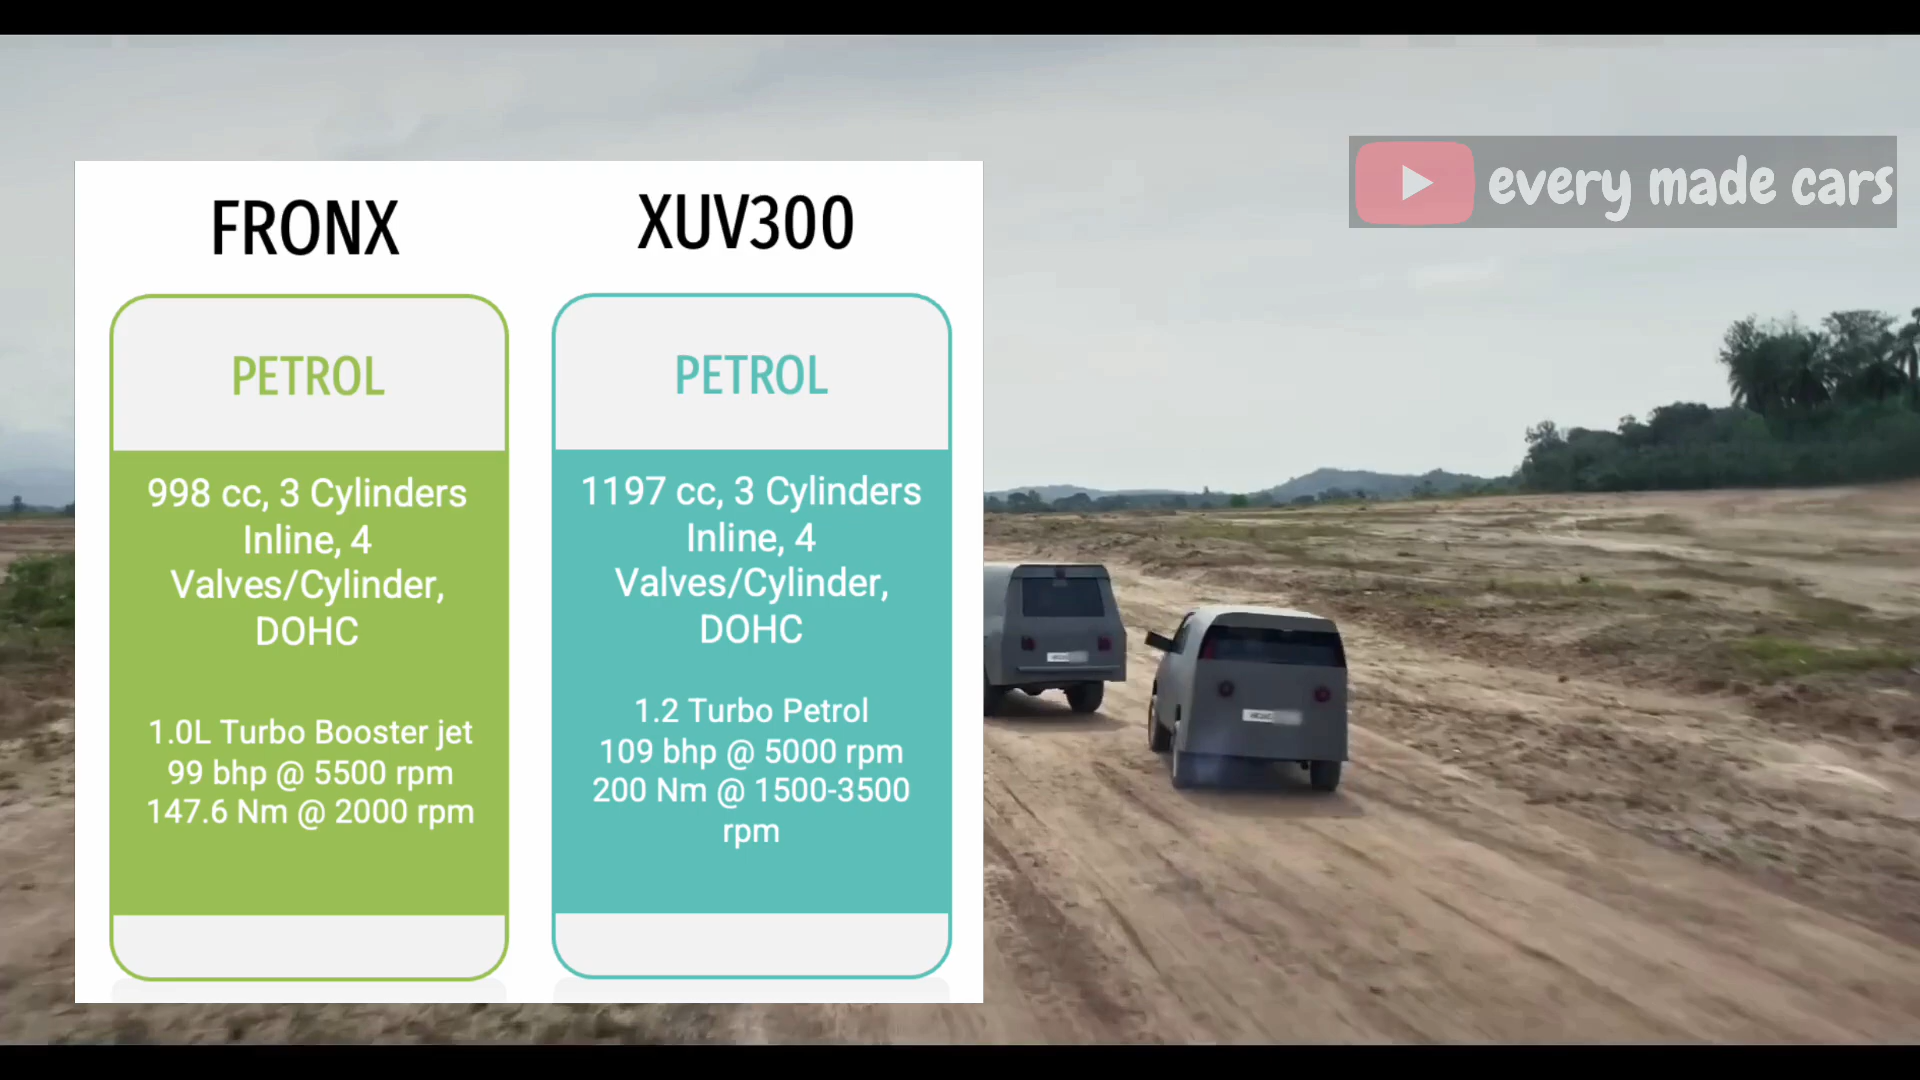 every made cars
FRONX
PETROL
998 cc, 3 Cylinders
Inline, 4
Valves/Cylinder,
DOHC
1.0L Turbo Booster jet
99 bhp @ 5500 rpm
147.6 Nm @ 2000 rpm
XUV300
PETROL
1197 cc, 3 Cylinders
Inline, 4
Valves/Cylinder,
DOHC
1.2 Turbo Petrol
109 bhp @ 5000 rpm
200 Nm @ 1500-3500
rpm